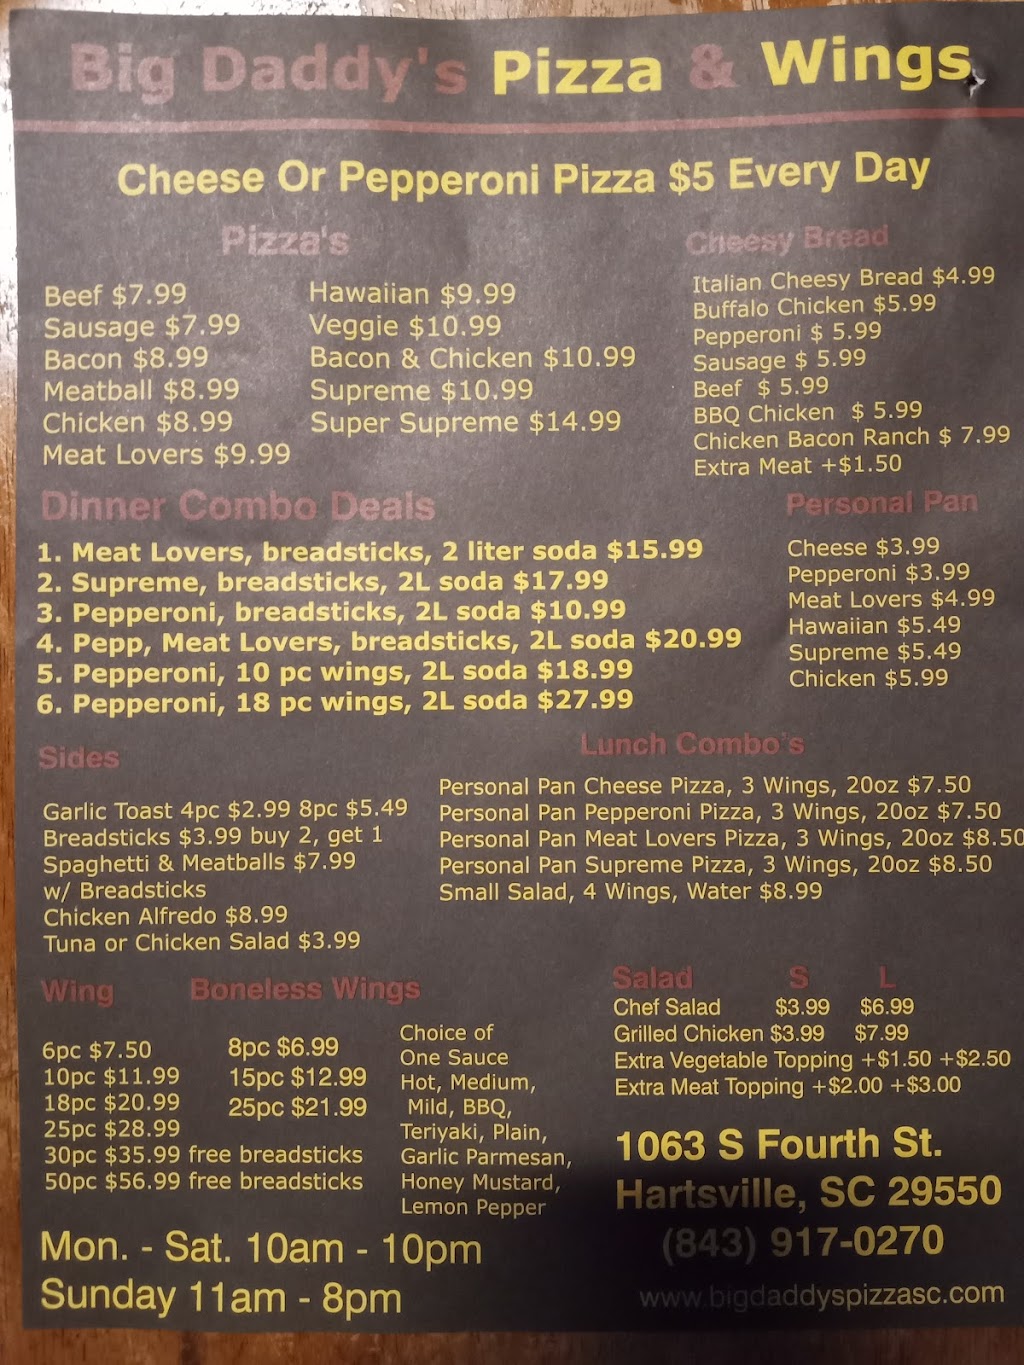 Big Daddy's Pizza & Wings
Cheese Or Pepperoni Pizza $5 Every Day
Pizza's
Beef $7.99
Sausage $7.99
Bacon $8.99
Meatball $8.99
Chicken $8.99
Meat Lovers $9.99
Hawaiian $9.99
Veggie $10.99
Bacon & Chicken $10.99
Supreme $10.99
Super Supreme $14.99
Cheesy Bread
Italian Cheesy Bread $4.99
Buffalo Chicken $5.99
Pepperoni $ 5.99
Sausage $ 5.99
Beef $ 5.99
BBQ Chicken $ 5.99
Chicken Bacon Ranch $ 7.99
Extra Meat +$1.50
Dinner Combo Deals
1. Meat Lovers, breadsticks, 2 liter soda $15.99
2. Supreme, breadsticks, 2L soda $17.99
3. Pepperoni, breadsticks, 2L soda $10.99
4. Pepp, Meat Lovers, breadsticks, 2L soda $20.99
5. Pepperoni, 10 pc wings, 2L soda $18.99
6. Pepperoni, 18 pc wings, 2L soda $27.99
Personal Pan
Cheese $3.99
Pepperoni $3.99
Meat Lovers $4.99
Hawaiian $5.49
Supreme $5.49
Chicken $5.99
Sides
Garlic Toast 4pc $2.99 8pc $5.49
Breadsticks $3.99 buy 2, get 1
Spaghetti & Meatballs $7.99
w/ Breadsticks
Chicken Alfredo $8.99
Tuna or Chicken Salad $3.99
Lunch Combo's
Personal Pan Cheese Pizza, 3 Wings, 20oz $7.50
Personal Pan Pepperoni Pizza, 3 Wings, 20oz $7.50
Personal Pan Meat Lovers Pizza, 3 Wings, 20oz $8.50
Personal Pan Supreme Pizza, 3 Wings, 20oz $8.50
Small Salad, 4 Wings, Water $8.99
Wing
6pc $7.50
10pc $11.99
18pc $20.99
25pc $28.99
30pc $35.99 free breadsticks
50pc $56.99 free breadsticks
Boneless Wings
8pc $6.99
15pc $12.99
25pc $21.99
Choice of
One Sauce
Hot, Medium,
Mild, BBQ,
Teriyaki, Plain,
Garlic Parmesan,
Honey Mustard,
Lemon Pepper
Salad S L
Chef Salad $3.99 $6.99
Grilled Chicken $3.99 $7.99
Extra Vegetable Topping +$1.50 +$2.50
Extra Meat Topping +$2.00 +$3.00
1063 S Fourth St.
Hartsville, SC 29550
(843) 917-0270
www.bigdaddyspizzasc.com
Mon. - Sat. 10am - 10pm
Sunday 11am - 8pm